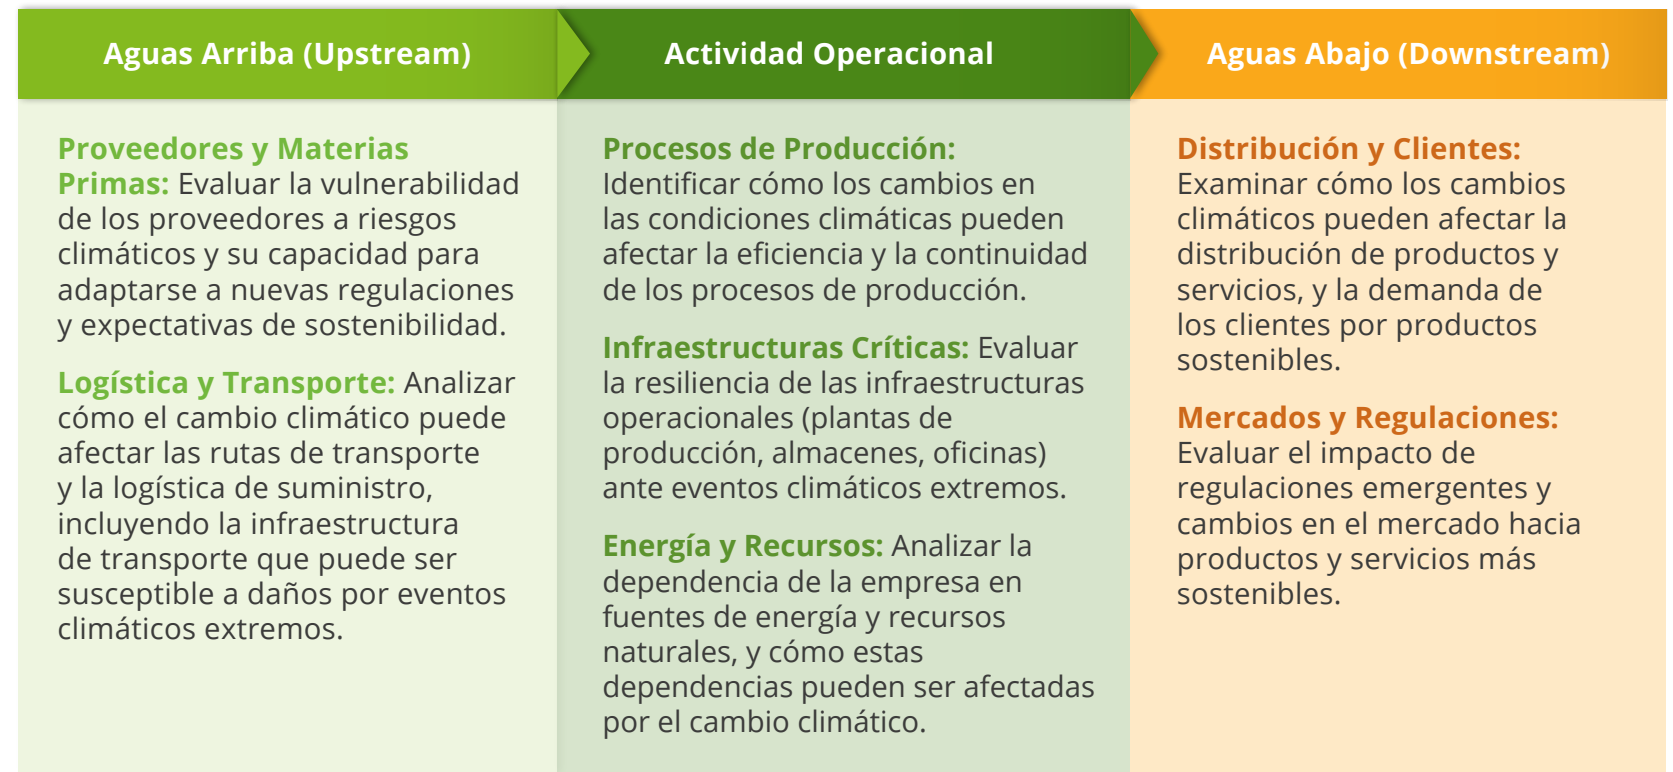 Aguas Arriba (Upstream)
Actividad Operacional
Aguas Abajo (Downstream)
Proveedores y Materias
Primas: Evaluar la vulnerabilidad
de los proveedores a riesgos
climáticos y su capacidad para
adaptarse a nuevas regulaciones
y expectativas de sostenibilidad.
Logística y Transporte: Analizar
cómo el cambio climático puede
afectar las rutas de transporte
y la logística de suministro,
incluyendo la infraestructura
de transporte que puede ser
susceptible a daños por eventos
climáticos extremos.
Procesos de Producción:
Identificar cómo los cambios en
las condiciones climáticas pueden
afectar la eficiencia y la continuidad
de los procesos de producción.
Infraestructuras Críticas: Evaluar
la resiliencia de las infraestructuras
operacionales (plantas de
producción, almacenes, oficinas)
ante eventos climáticos extremos.
Energía y Recursos: Analizar la
dependencia de la empresa en
fuentes de energía y recursos
naturales, y cómo estas
dependencias pueden ser afectadas
por el cambio climático.
Distribución y Clientes:
Examinar cómo los cambios
climáticos pueden afectar la
distribución de productos y
servicios, y la demanda de
los clientes por productos
sostenibles.
Mercados y Regulaciones:
Evaluar el impacto de
regulaciones emergentes y
cambios en el mercado hacia
productos y servicios más
sostenibles.